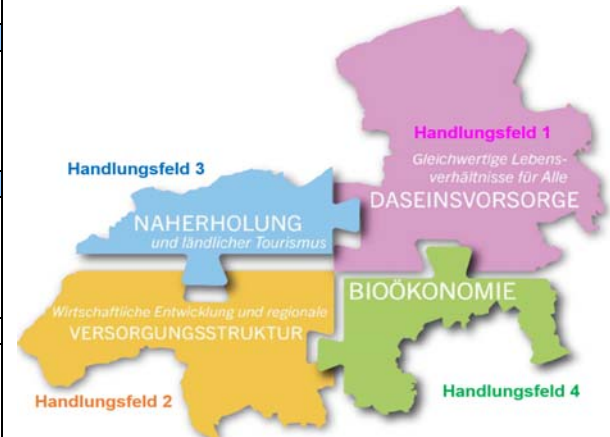 Handlungsfeld 1
Gleichwertige Lebens-
verhältnisse für Alle
DASEINSVORSORGE
Handlungsfeld 3
NAHERHOLUNG
und ländlicher Tourismus
BIOÖKONOMIE
Wirtschaftliche Entwicklung und regionale
VERSORGUNGSSTRUKTUR
Handlungsfeld 2
Handlungsfeld 4